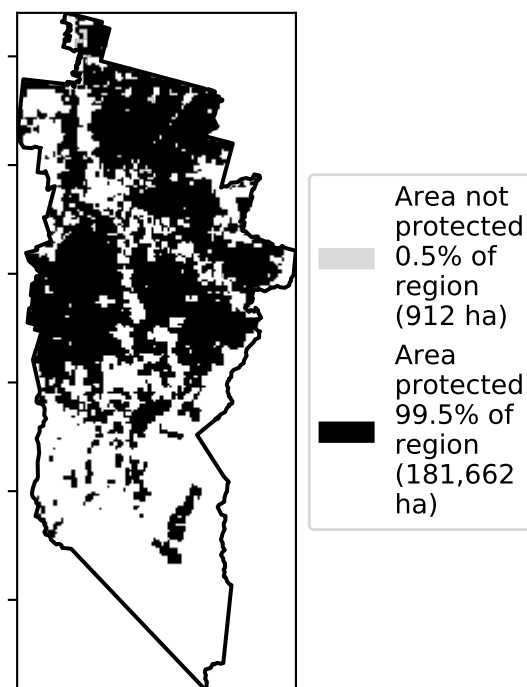 Area not
protected
0.5% of
region
(912 ha)
Area
protected
99.5% of
region
(181,662
ha)